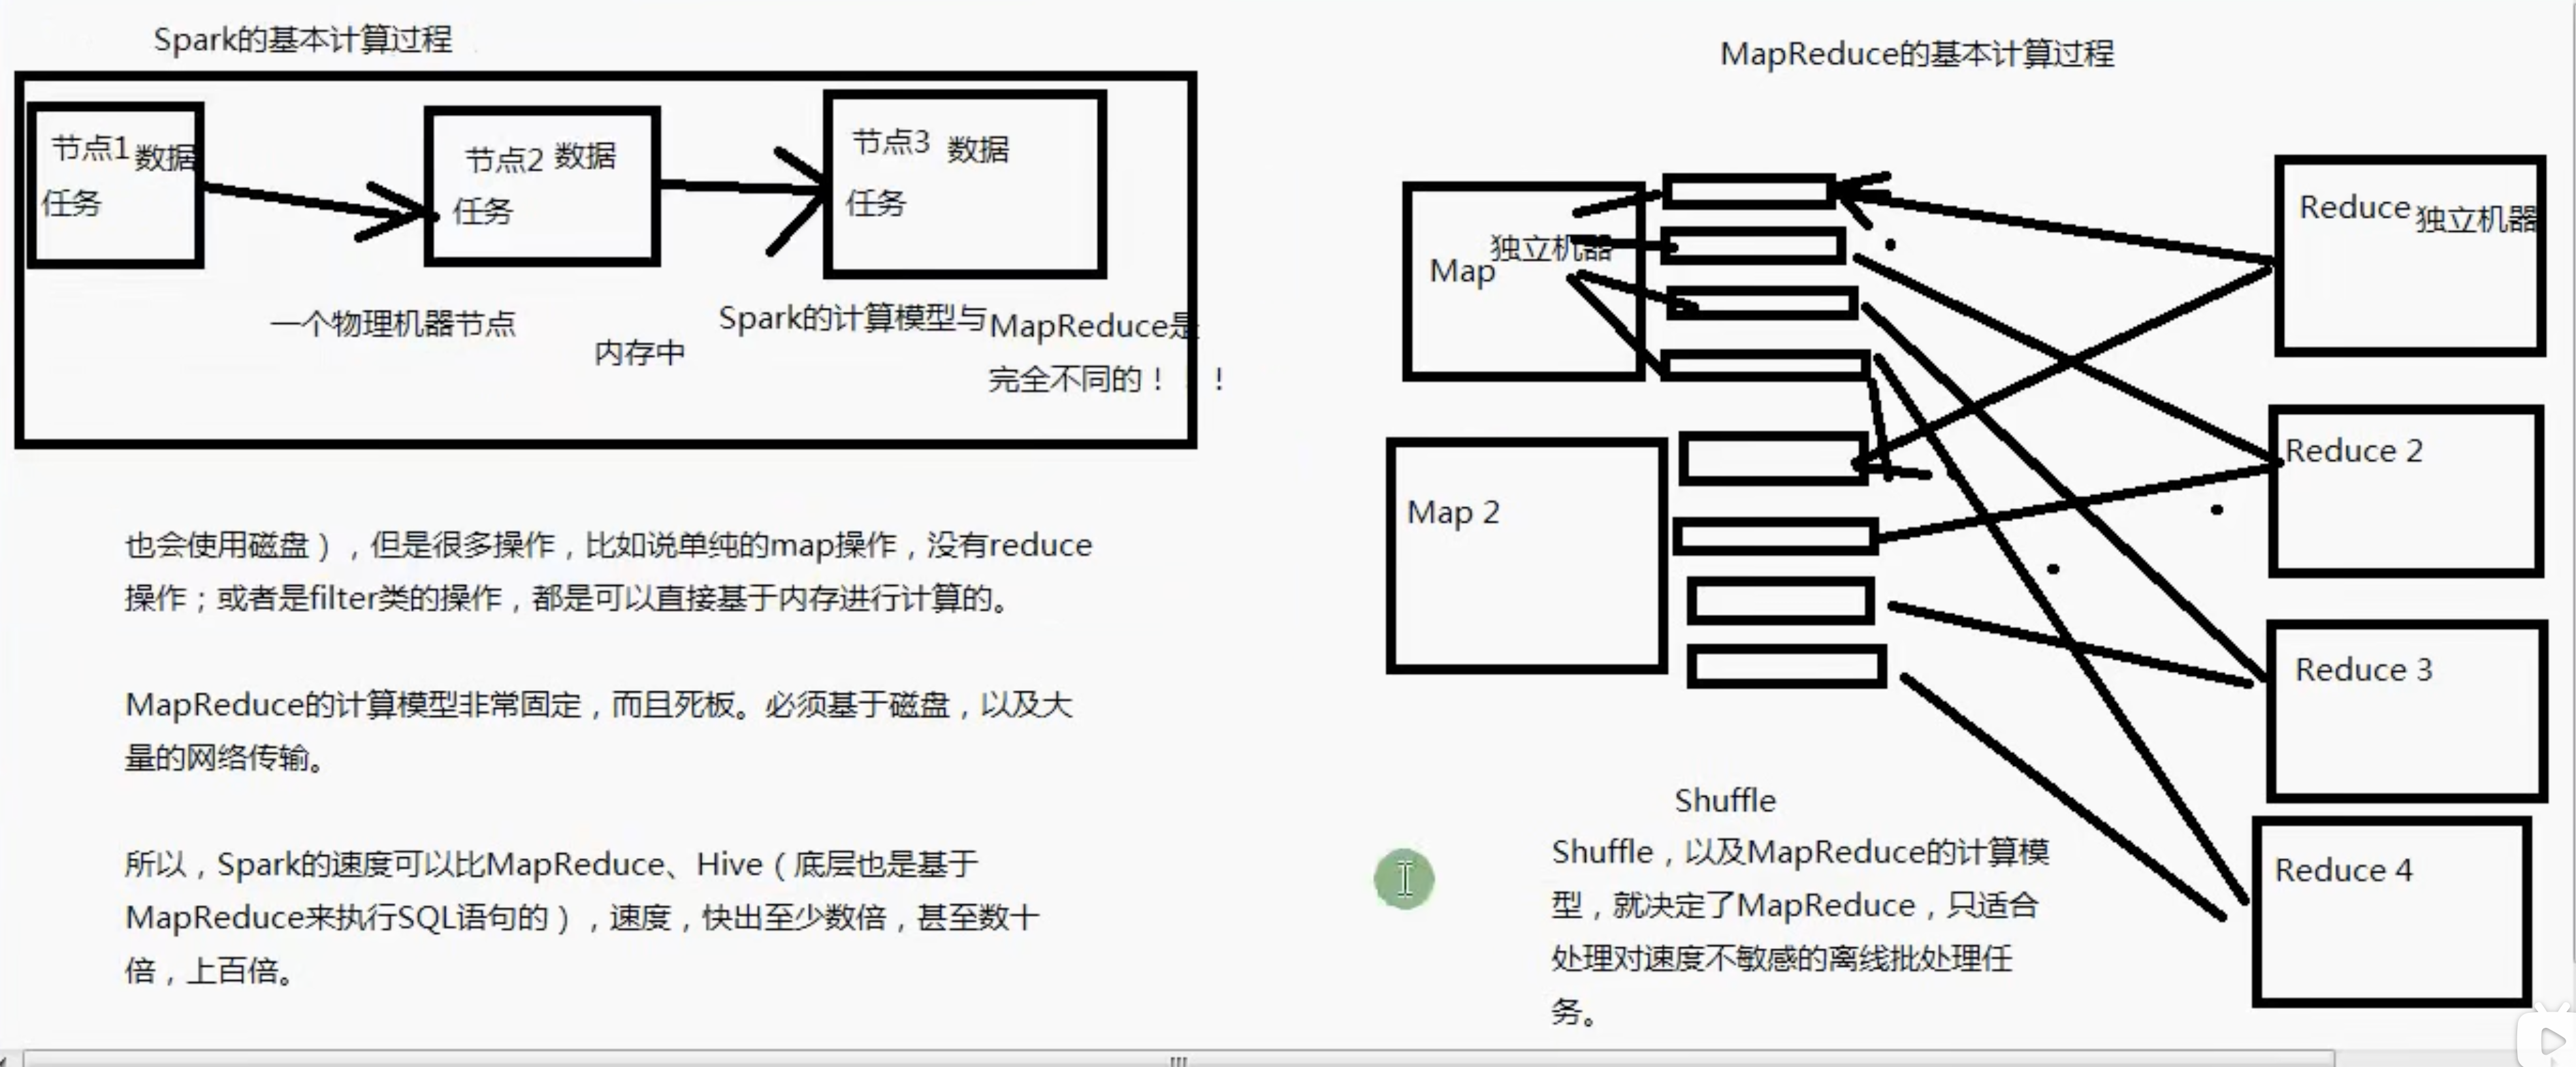 Spark的基本计算过程
节点1 数据
任务
节点2 数据
任务
节点3 数据
任务
一个物理机器节点
内存中
Spark的计算模型与MapReduce是
完全不同的！！
也会使用磁盘），但是很多操作，比如说单纯的map操作，没有reduce
操作；或者是filter类的操作，都是可以直接基于内存进行计算的。
MapReduce的计算模型非常固定，而且死板。必须基于磁盘，以及大
量的网络传输。
所以，Spark的速度可以比MapReduce、Hive（底层也是基于
MapReduce来执行SQL语句的），速度，快出至少数倍，甚至数十
倍，上百倍。
MapReduce的基本计算过程
Map 独立机器
Map 2
Reduce 独立机器
Reduce 2
Reduce 3
Reduce 4
Shuffle
Shuffle，以及MapReduce的计算模
型，就决定了MapReduce，只适合
处理对速度不敏感的离线批处理任
务。